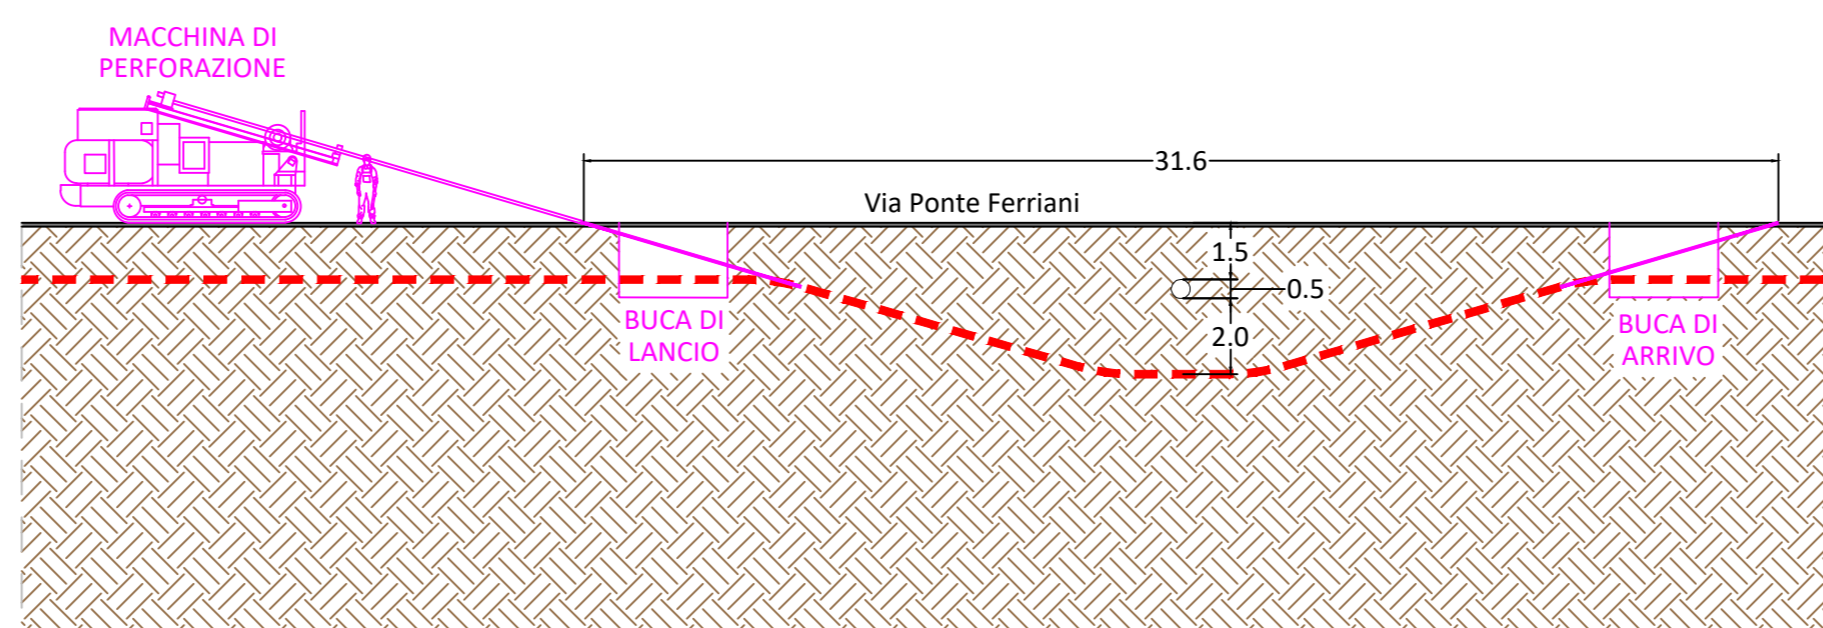 MACCHINA DI
PERFORAZIONE
31.6
Via Ponte Ferriani
1.5
0.5
2.0
BUCA DI
LANCIO
BUCA DI
ARRIVO